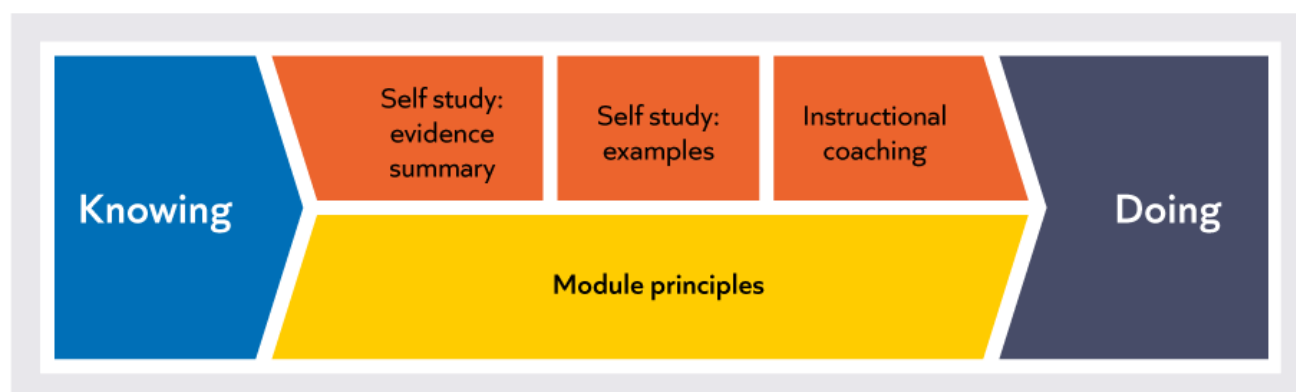 Knowing
Self study:
evidence
summary
Self study:
examples
Instructional
coaching
Module principles
Doing